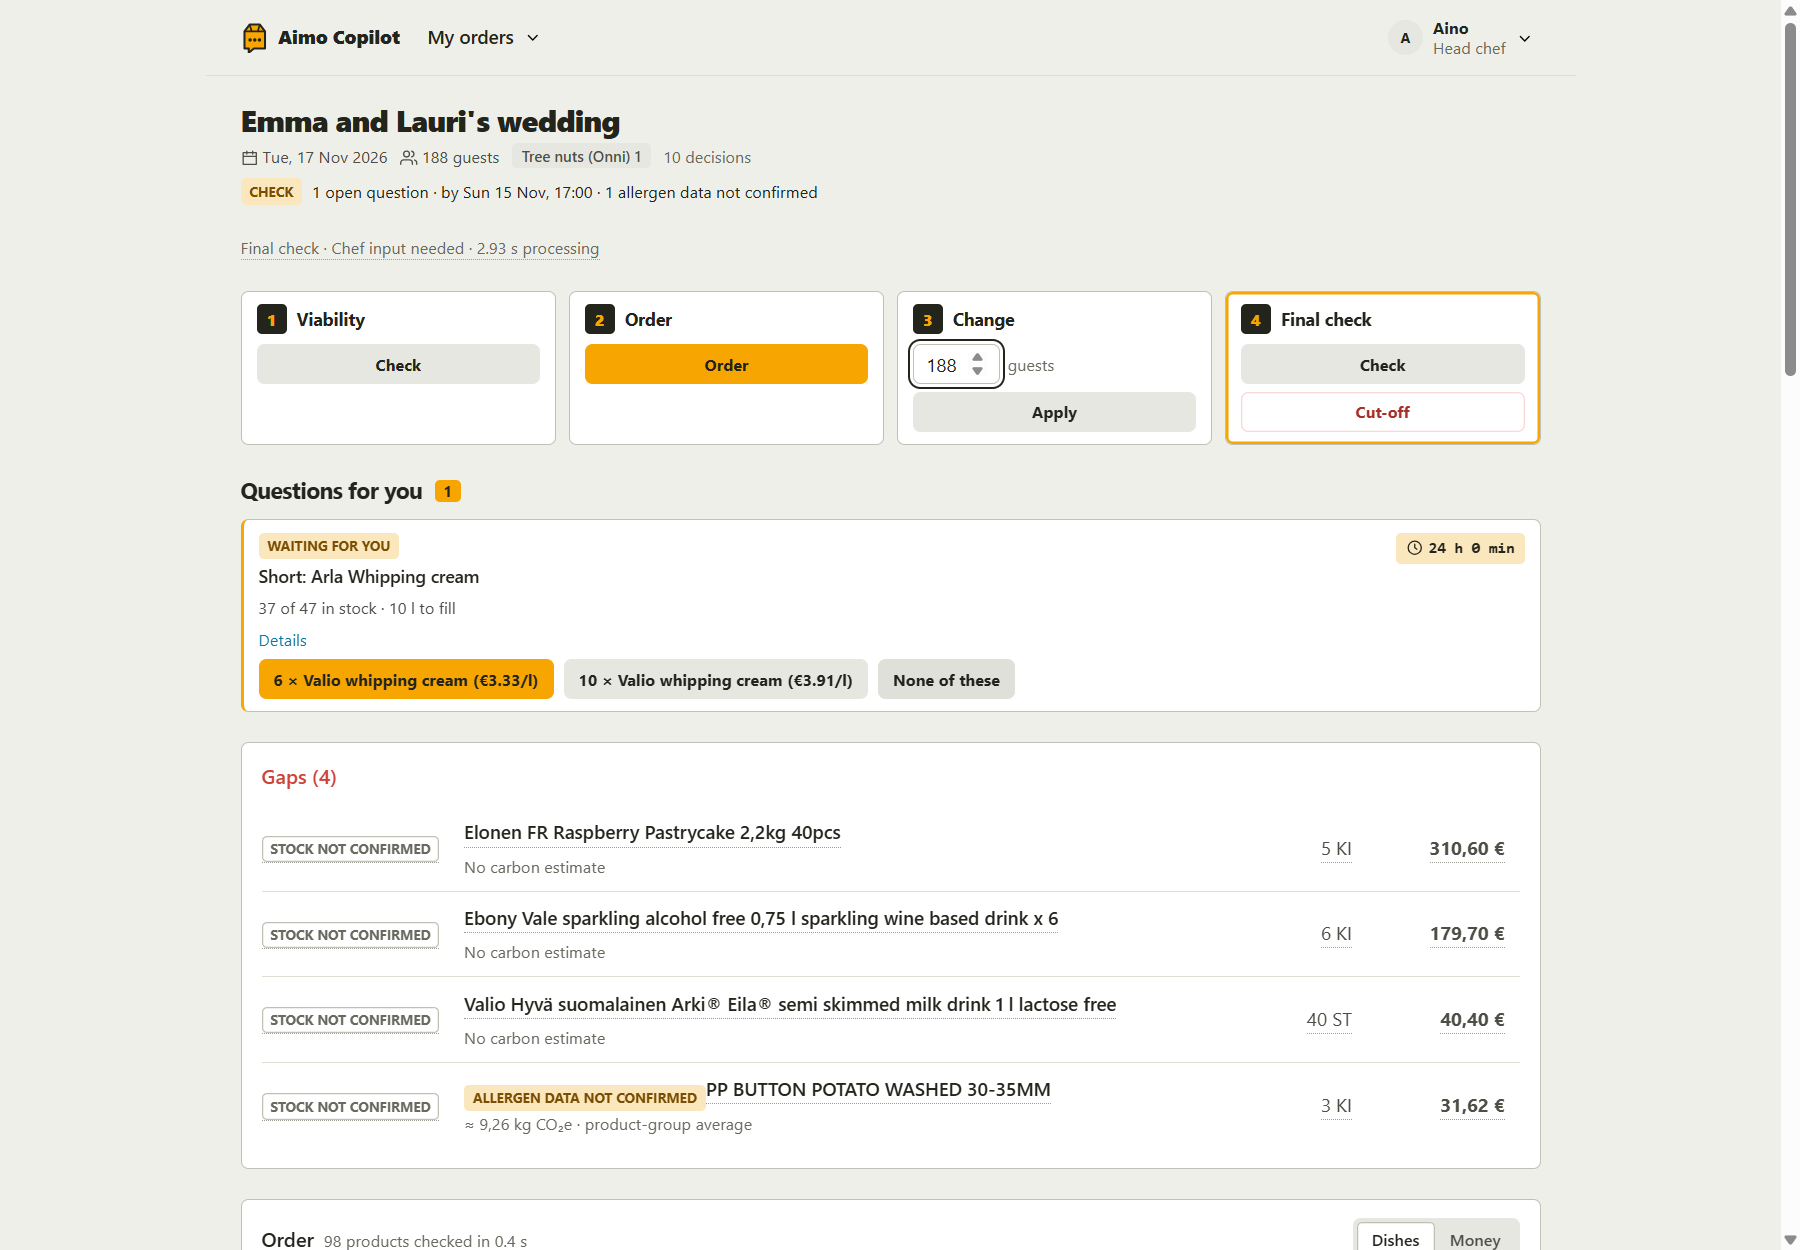 Aimo Copilot My orders
A Aino
Head chef
Emma and Lauri's wedding
Tue, 17 Nov 2026 188 guests Tree nuts (Onni) 1 10 decisions
CHECK 1 open question · by Sun 15 Nov, 17:00 · 1 allergen data not confirmed
Final check · Chef input needed · 2.93 s processing
1 Viability
Check
2 Order
Order
3 Change
188 guests
Apply
4 Final check
Check
Cut-off
Questions for you 1
WAITING FOR YOU
24 h 0 min
Short: Arla Whipping cream
37 of 47 in stock · 10 l to fill
Details
6 × Valio whipping cream (€3.33/l) 10 × Valio whipping cream (€3.91/l) None of these
Gaps (4)
STOCK NOT CONFIRMED Elonen FR Raspberry Pastrycake 2,2kg 40pcs 5 KI 310,60 €
No carbon estimate
STOCK NOT CONFIRMED Ebony Vale sparkling alcohol free 0,75 l sparkling wine based drink x 6 6 KI 179,70 €
No carbon estimate
STOCK NOT CONFIRMED Valio Hyvä suomalainen Arki® Eila® semi skimmed milk drink 1 l lactose free 40 ST 40,40 €
No carbon estimate
STOCK NOT CONFIRMED ALLERGEN DATA NOT CONFIRMED PP BUTTON POTATO WASHED 30-35MM 3 KI 31,62 €
≈ 9,26 kg CO₂e · product-group average
Order 98 products checked in 0.4 s Dishes Money